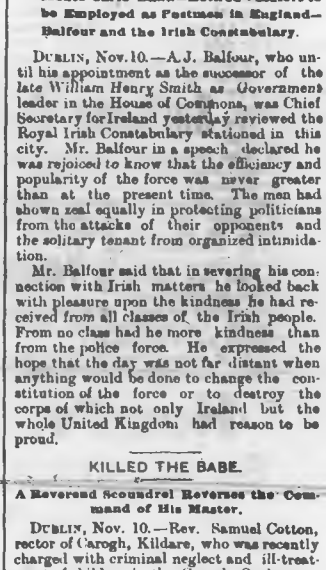 be Employed as Postmen in England—
Balfour and the Irish Constabulary.
DUBLIN, Nov. 10.—A. J. Balfour, who un-
til his appointment as the successor of the
late William Henry Smith as Government
leader in the House of Commons, was Chief
Secretary for Ireland yesterday reviewed the
Royal Irish Constabulary stationed in this
city. Mr. Balfour in a speech declared he
was rejoiced to know that the efficiency and
popularity of the force was never greater
than at the present time. The men had
shown zeal equally in protecting politicians
from the attacks of their opponents and
the solitary tenant from organized intimida-
tion.
Mr. Balfour said that in severing his con-
nection with Irish matters he looked back
with pleasure upon the kindness he had re-
ceived from all classes of the Irish people.
From no class had he more kindness than
from the police force. He expressed the
hope that the day was not far distant when
anything would be done to change the con-
stitution of the force or to destroy the
corps of which not only Ireland but the
whole United Kingdom had reason to be
proud.
KILLED THE BABE.
A Reverend Scoundrel Reverses the Com-
mand of His Master.
DUBLIN, Nov. 10.—Rev. Samuel Cotton,
rector of Carogh, Kildare, who was recently
charged with criminal neglect and ill-treat-